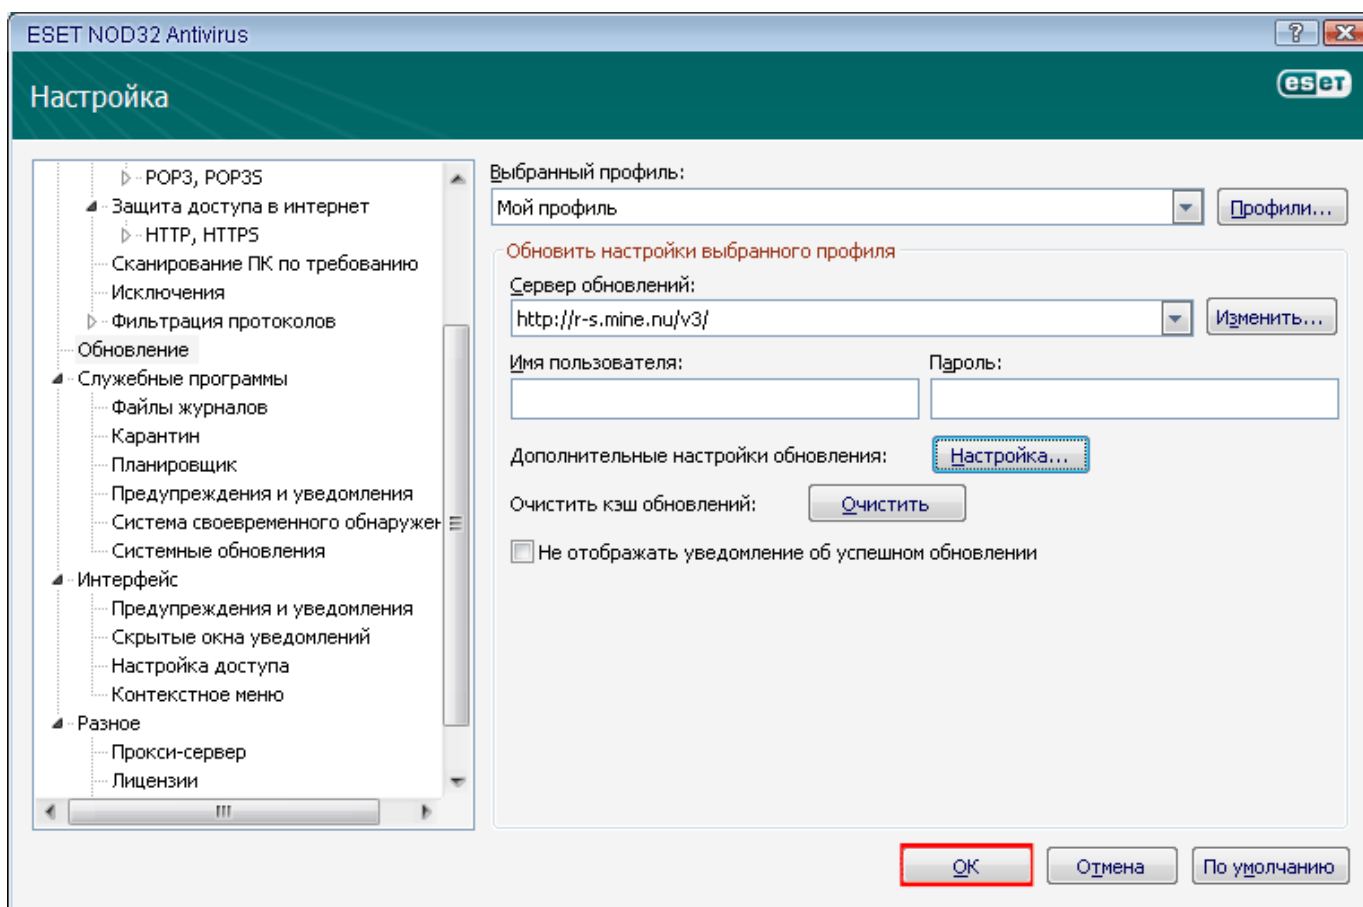 ESET NOD32 Antivirus
Настройка
eseт
POP3, POP3S
Защита доступа в интернет
HTTP, HTTPS
Сканирование ПК по требованию
Исключения
Фильтрация протоколов
Обновление
Служебные программы
Файлы журналов
Карантин
Планировщик
Предупреждения и уведомления
Система своевременного обнаружен
Системные обновления
Интерфейс
Предупреждения и уведомления
Скрытые окна уведомлений
Настройка доступа
Контекстное меню
Разное
Прокси-сервер
Лицензии
Выбранный профиль:
Мой профиль
Профили...
Обновить настройки выбранного профиля
Сервер обновлений:
http://r-s.mine.nu/v3/
Изменить...
Имя пользователя:
Пароль:
Дополнительные настройки обновления:
Настройка...
Очистить кэш обновлений:
Очистить
Не отображать уведомление об успешном обновлении
OK
Отмена
По умолчанию